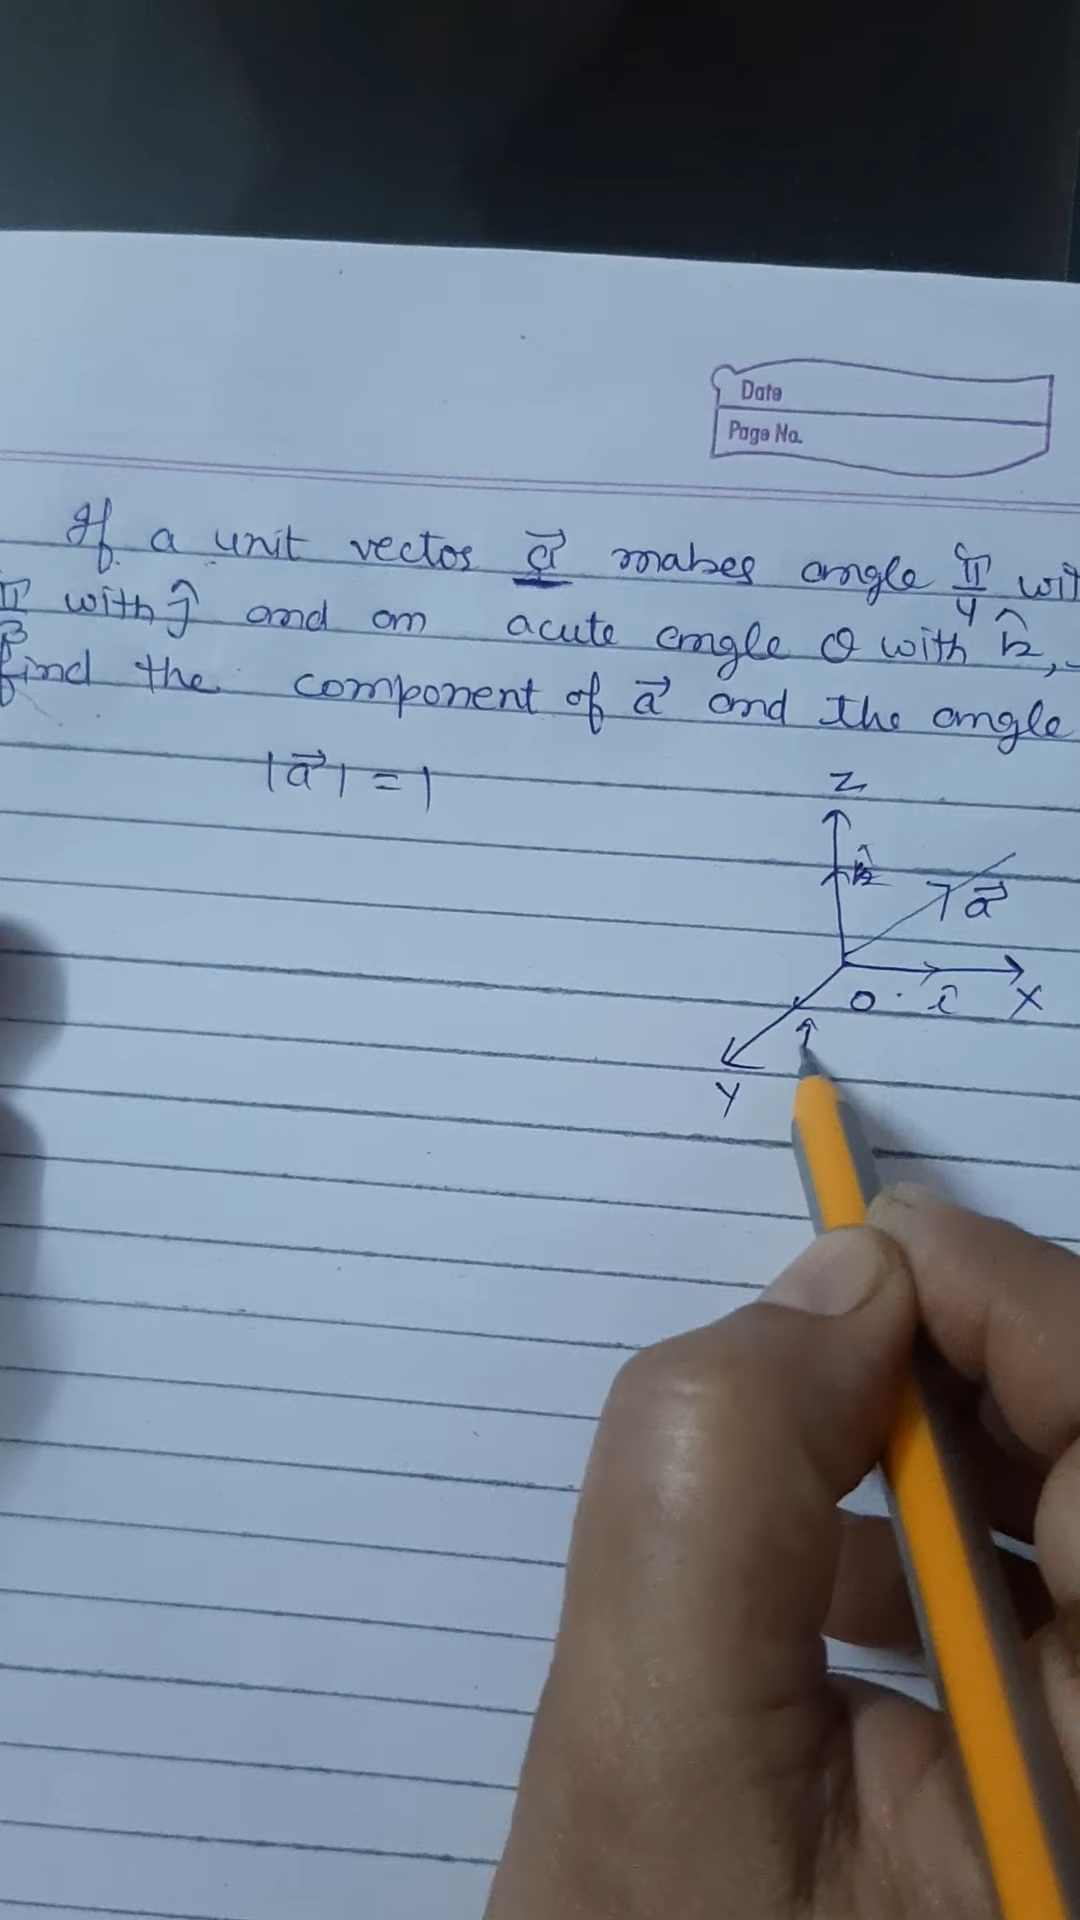 Date
Page No.
If a unit vector a⃗ makes angle π/4 wit
π/3 with ĵ and an acute angle θ with k̂,
find the component of a⃗ and the angle
|a⃗| = 1
Z
k̂
a⃗
O î X
Y